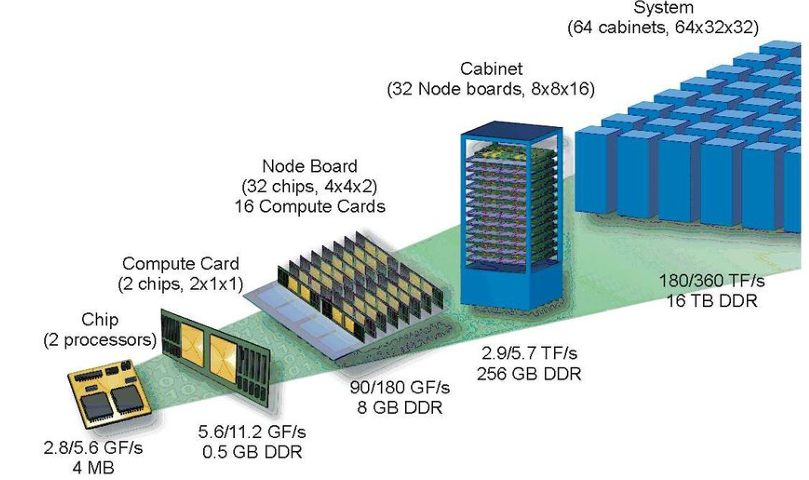 System
(64 cabinets, 64x32x32)
Cabinet
(32 Node boards, 8x8x16)
Node Board
(32 chips, 4x4x2)
16 Compute Cards
Compute Card
(2 chips, 2x1x1)
Chip
(2 processors)
180/360 TF/s
16 TB DDR
2.9/5.7 TF/s
256 GB DDR
90/180 GF/s
8 GB DDR
5.6/11.2 GF/s
0.5 GB DDR
2.8/5.6 GF/s
4 MB